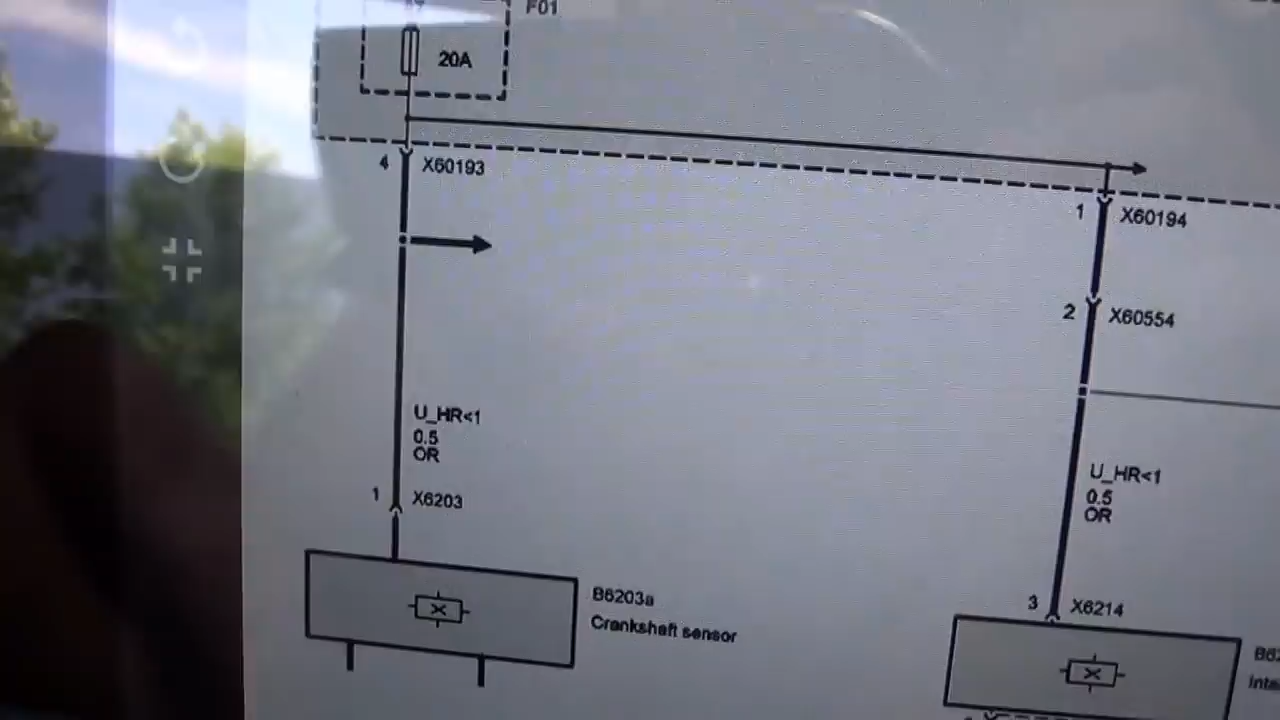 F01
20A
4 X60193
1 X60194
2 X60554
U_HR<1
0.5
OR
U_HR<1
0.5
OR
1 X6203
3 X6214
B6203a
Crankshaft sensor